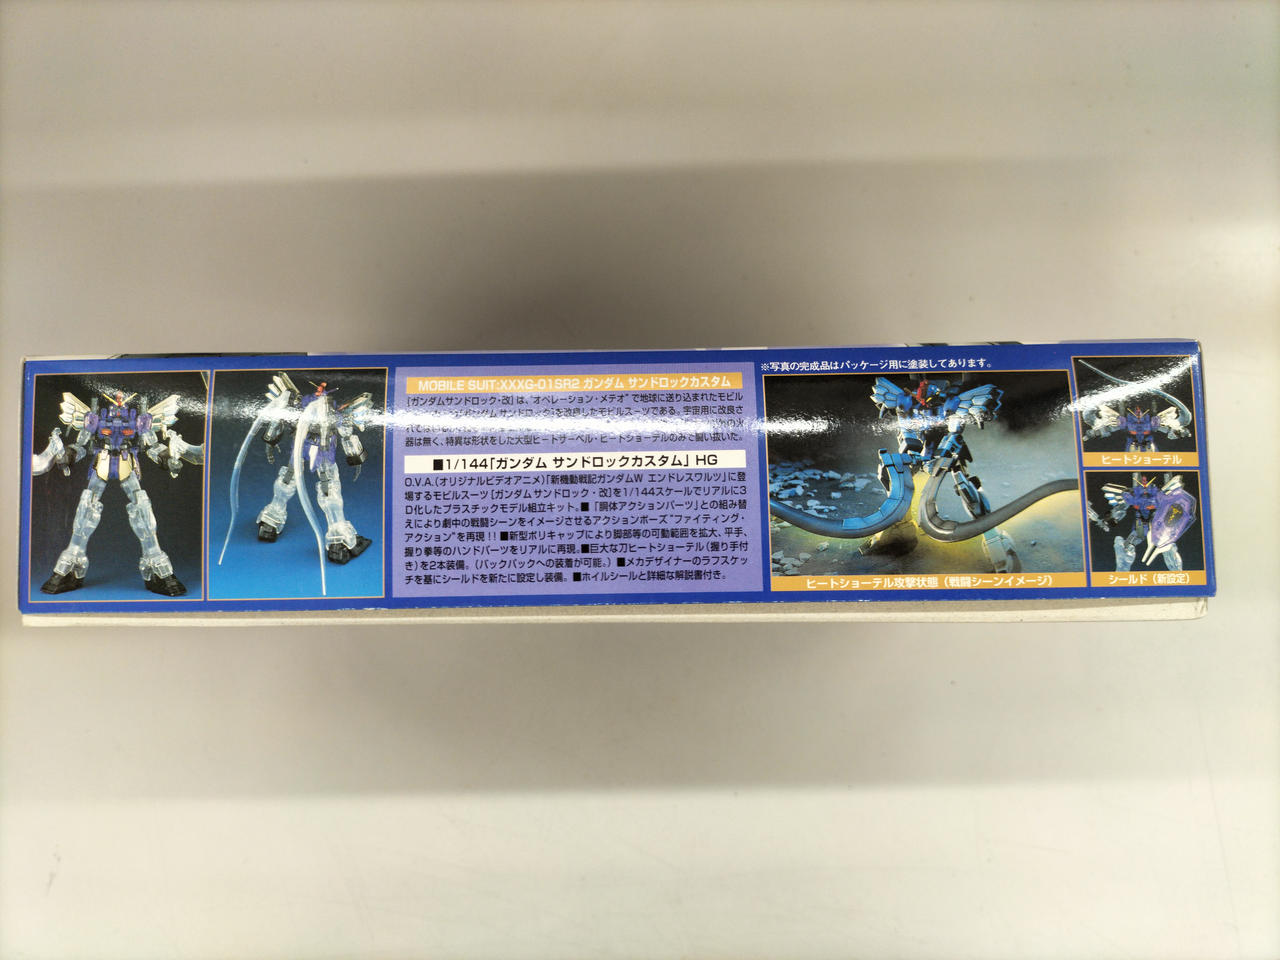 MOBILE SUIT:XXXG-01SR2 ガンダム サンドロックカスタム
[ガンダムサンドロック・改]は、"オペレーション・メテオ"で地球に送り込まれたモビル
ガンダム サンドロック]を改良したモビルスーツである。宇宙用に改良さ
器は無く、特異な形状をした大型ヒートサーベル・ヒートショーテルのみで闘い抜いた。
■1/144「ガンダム サンドロックカスタム」HG
O.V.A.(オリジナルビデオアニメ)「新機動戦記ガンダムW エンドレスワルツ」に登
場するモビルスーツ[ガンダム サンドロック・改]を1/144スケールでリアルに3
D化したプラスチックモデル組立キット。■「胴体アクションパーツ」との組み替
えにより劇中の戦闘シーンをイメージさせるアクションポーズ"ファイティング・
アクション"を再現!!■新型ポリキャップにより脚部等の可動範囲を拡大、平手、
握り拳等のハンドパーツをリアルに再現。■巨大な刀ヒートショーテル(握り手付
き)を2本装備。(バックパックへの装着が可能。)■メカデザイナーのラフスケッ
チを基にシールドを新たに設定し装備。■ホイルシールと詳細な解説書付き。
※写真の完成品はパッケージ用に塗装してあります。
ヒートショーテル攻撃状態(戦闘シーンイメージ)
ヒートショーテル
シールド(新設定)